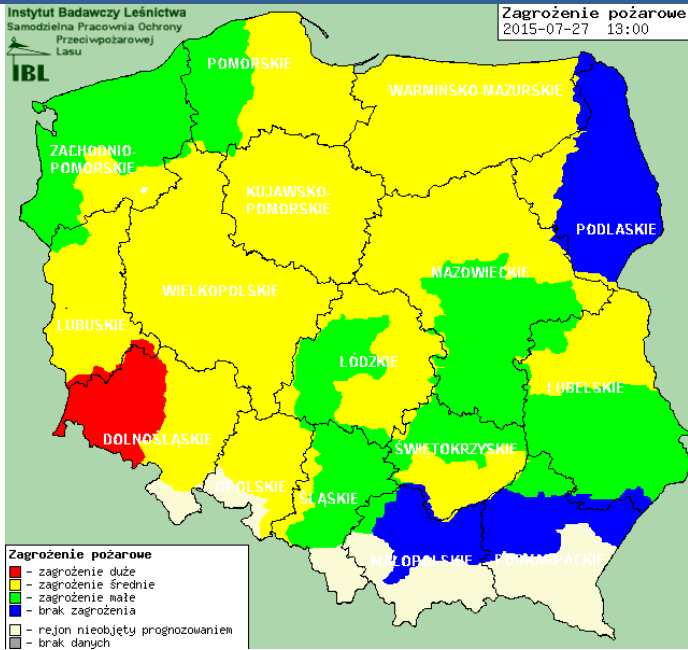 Instytut Badawczy Leśnictwa
Samodzielna Pracownia Ochrony
Przeciwpożarowej
Lasu
IBL
Zagrożenie pożarowe
2015-07-27 13:00
POMORSKIE
WARMIŃSKO-MAZURSKIE
ZACHODNIO-
POMORSKIE
KUJAWSKO-
POMORSKIE
PODLASKIE
MAZOWIECKIE
WIELKOPOLSKIE
LUBUSKIE
ŁÓDZKIE
LUBELSKIE
DOLNOŚLĄSKIE
ŚWIĘTOKRZYSKIE
OPOLSKIE
ŚLĄSKIE
MAŁOPOLSKIE
PODKARPACKIE
Zagrożenie pożarowe
- zagrożenie duże
- zagrożenie średnie
- zagrożenie małe
- brak zagrożenia
- rejon nieobjęty prognozowaniem
- brak danych